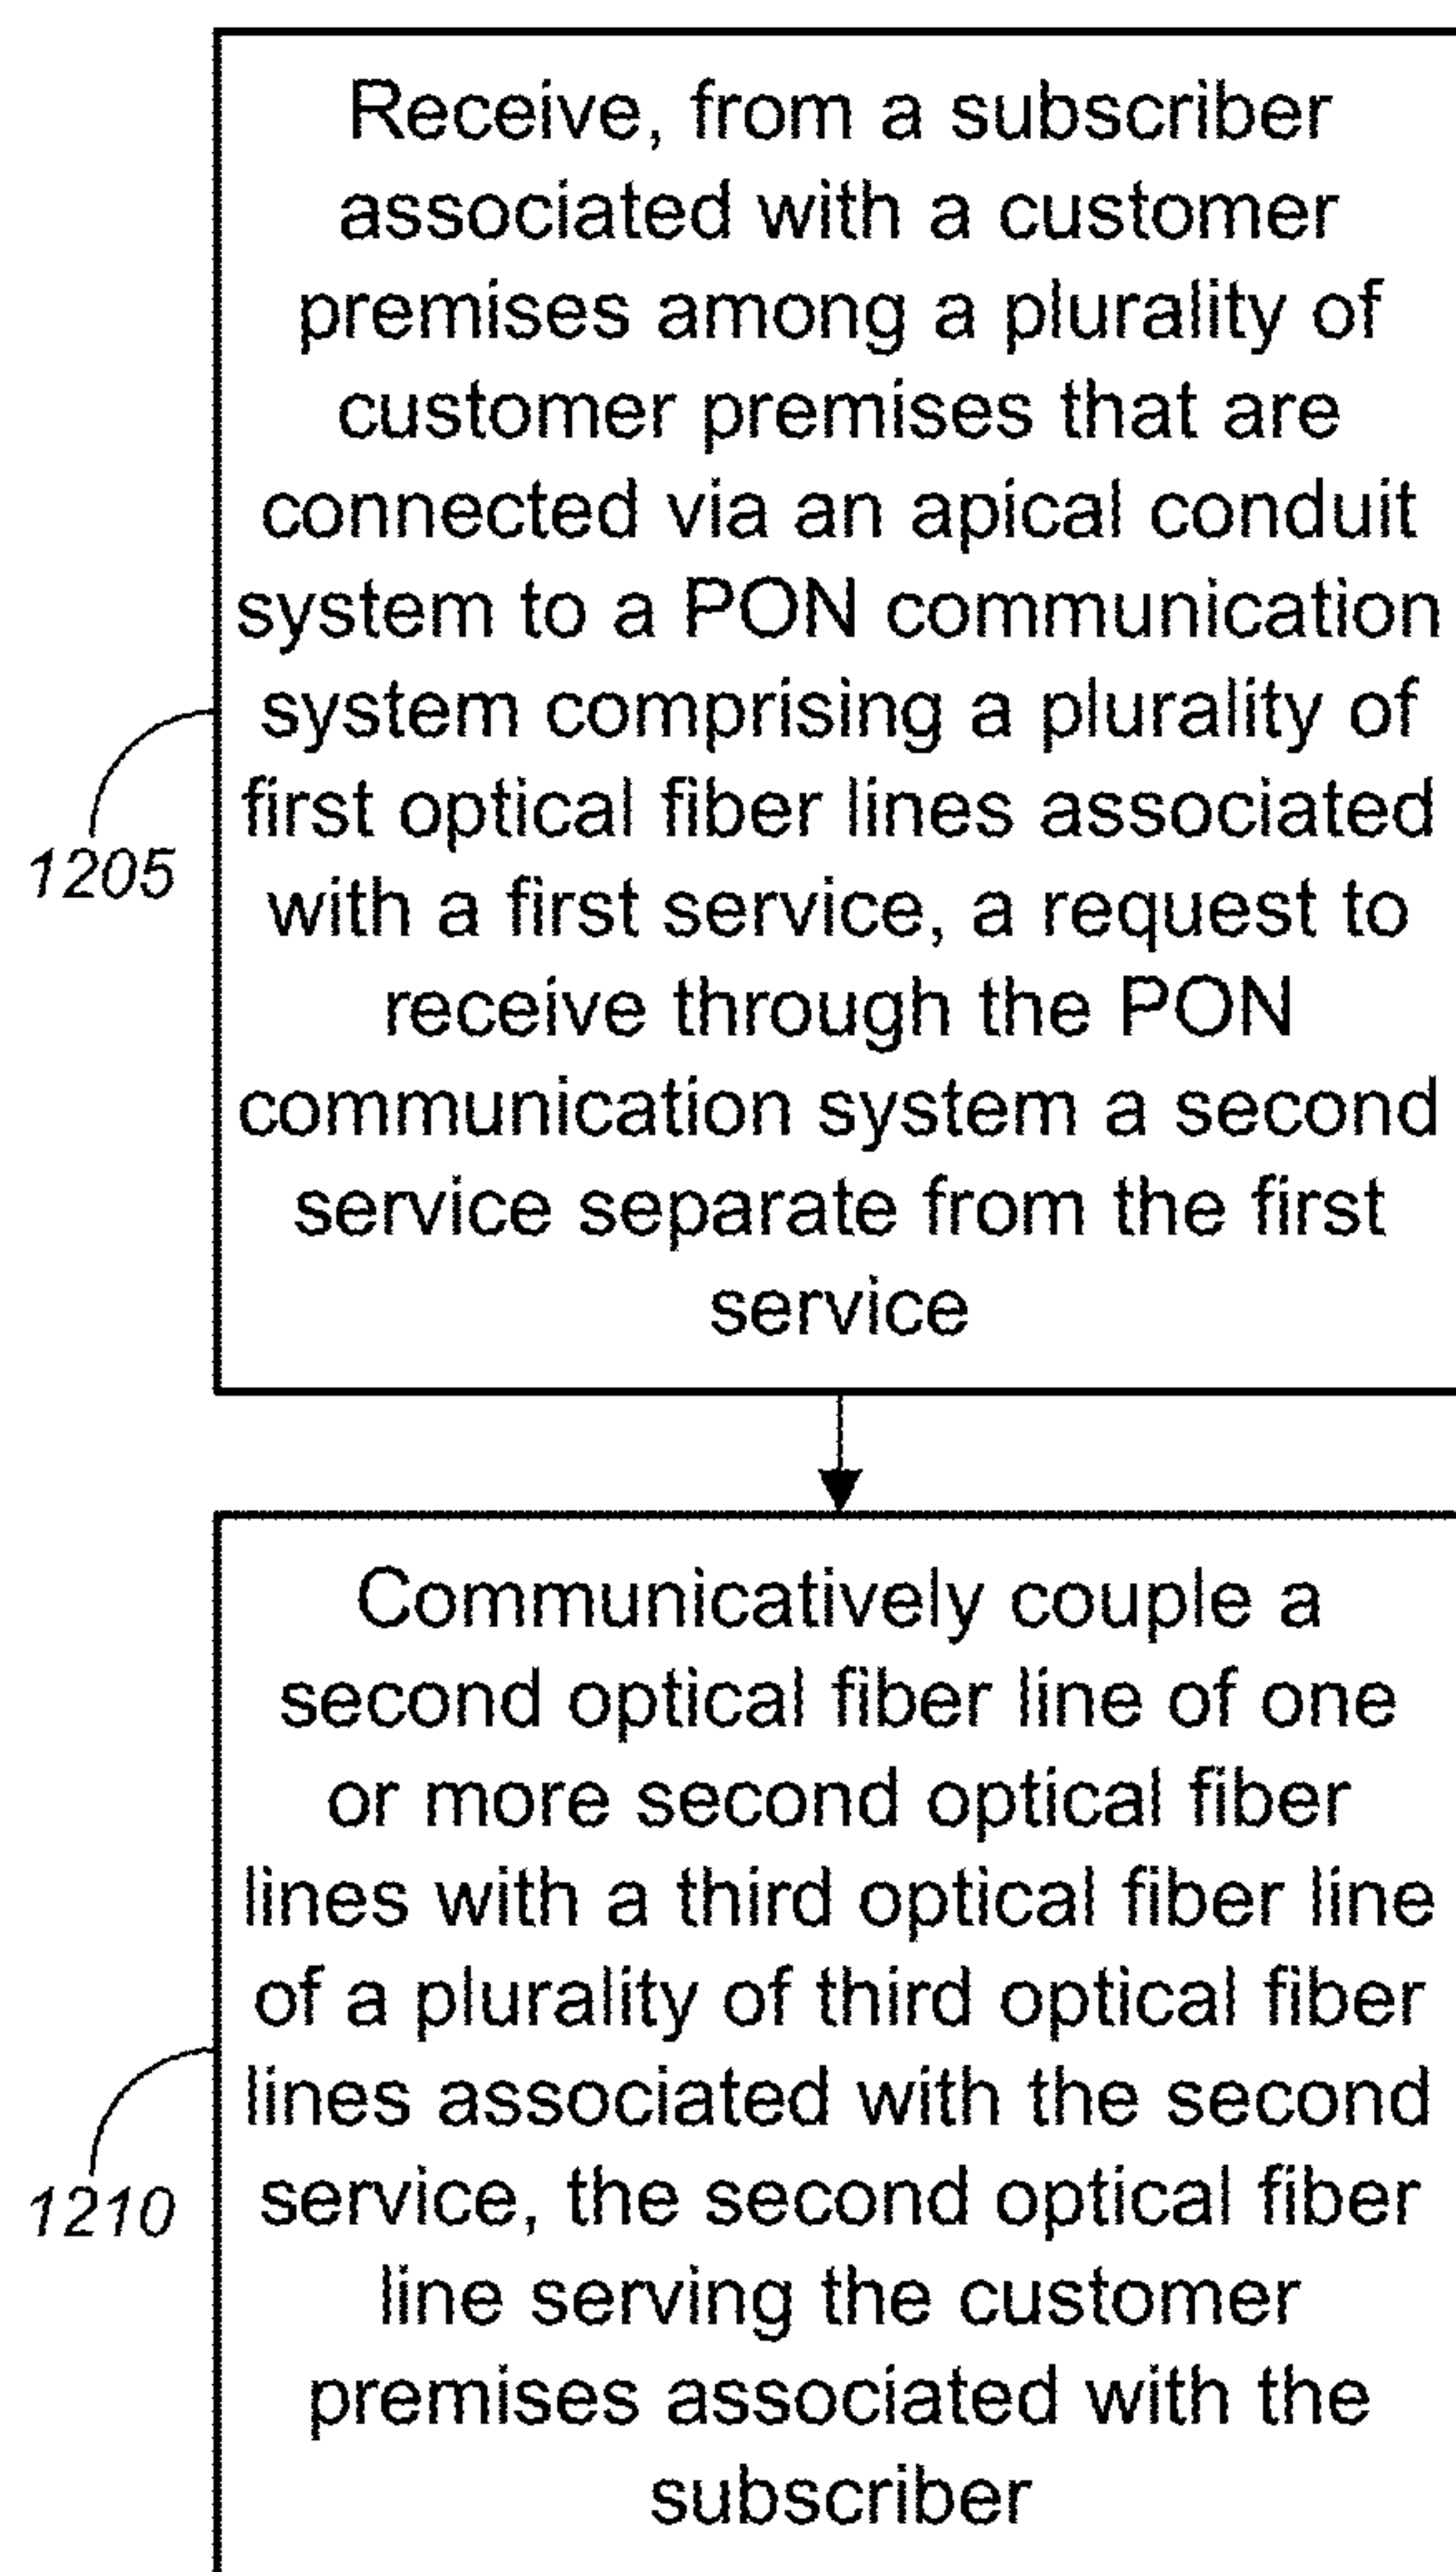 Receive, from a subscriber
associated with a customer
premises among a plurality of
customer premises that are
connected via an apical conduit
system to a PON communication
system comprising a plurality of
first optical fiber lines associated
with a first service, a request to
receive through the PON
communication system a second
service separate from the first
service
1205
Communicatively couple a
second optical fiber line of one
or more second optical fiber
lines with a third optical fiber line
of a plurality of third optical fiber
lines associated with the second
service, the second optical fiber
line serving the customer
premises associated with the
subscriber
1210